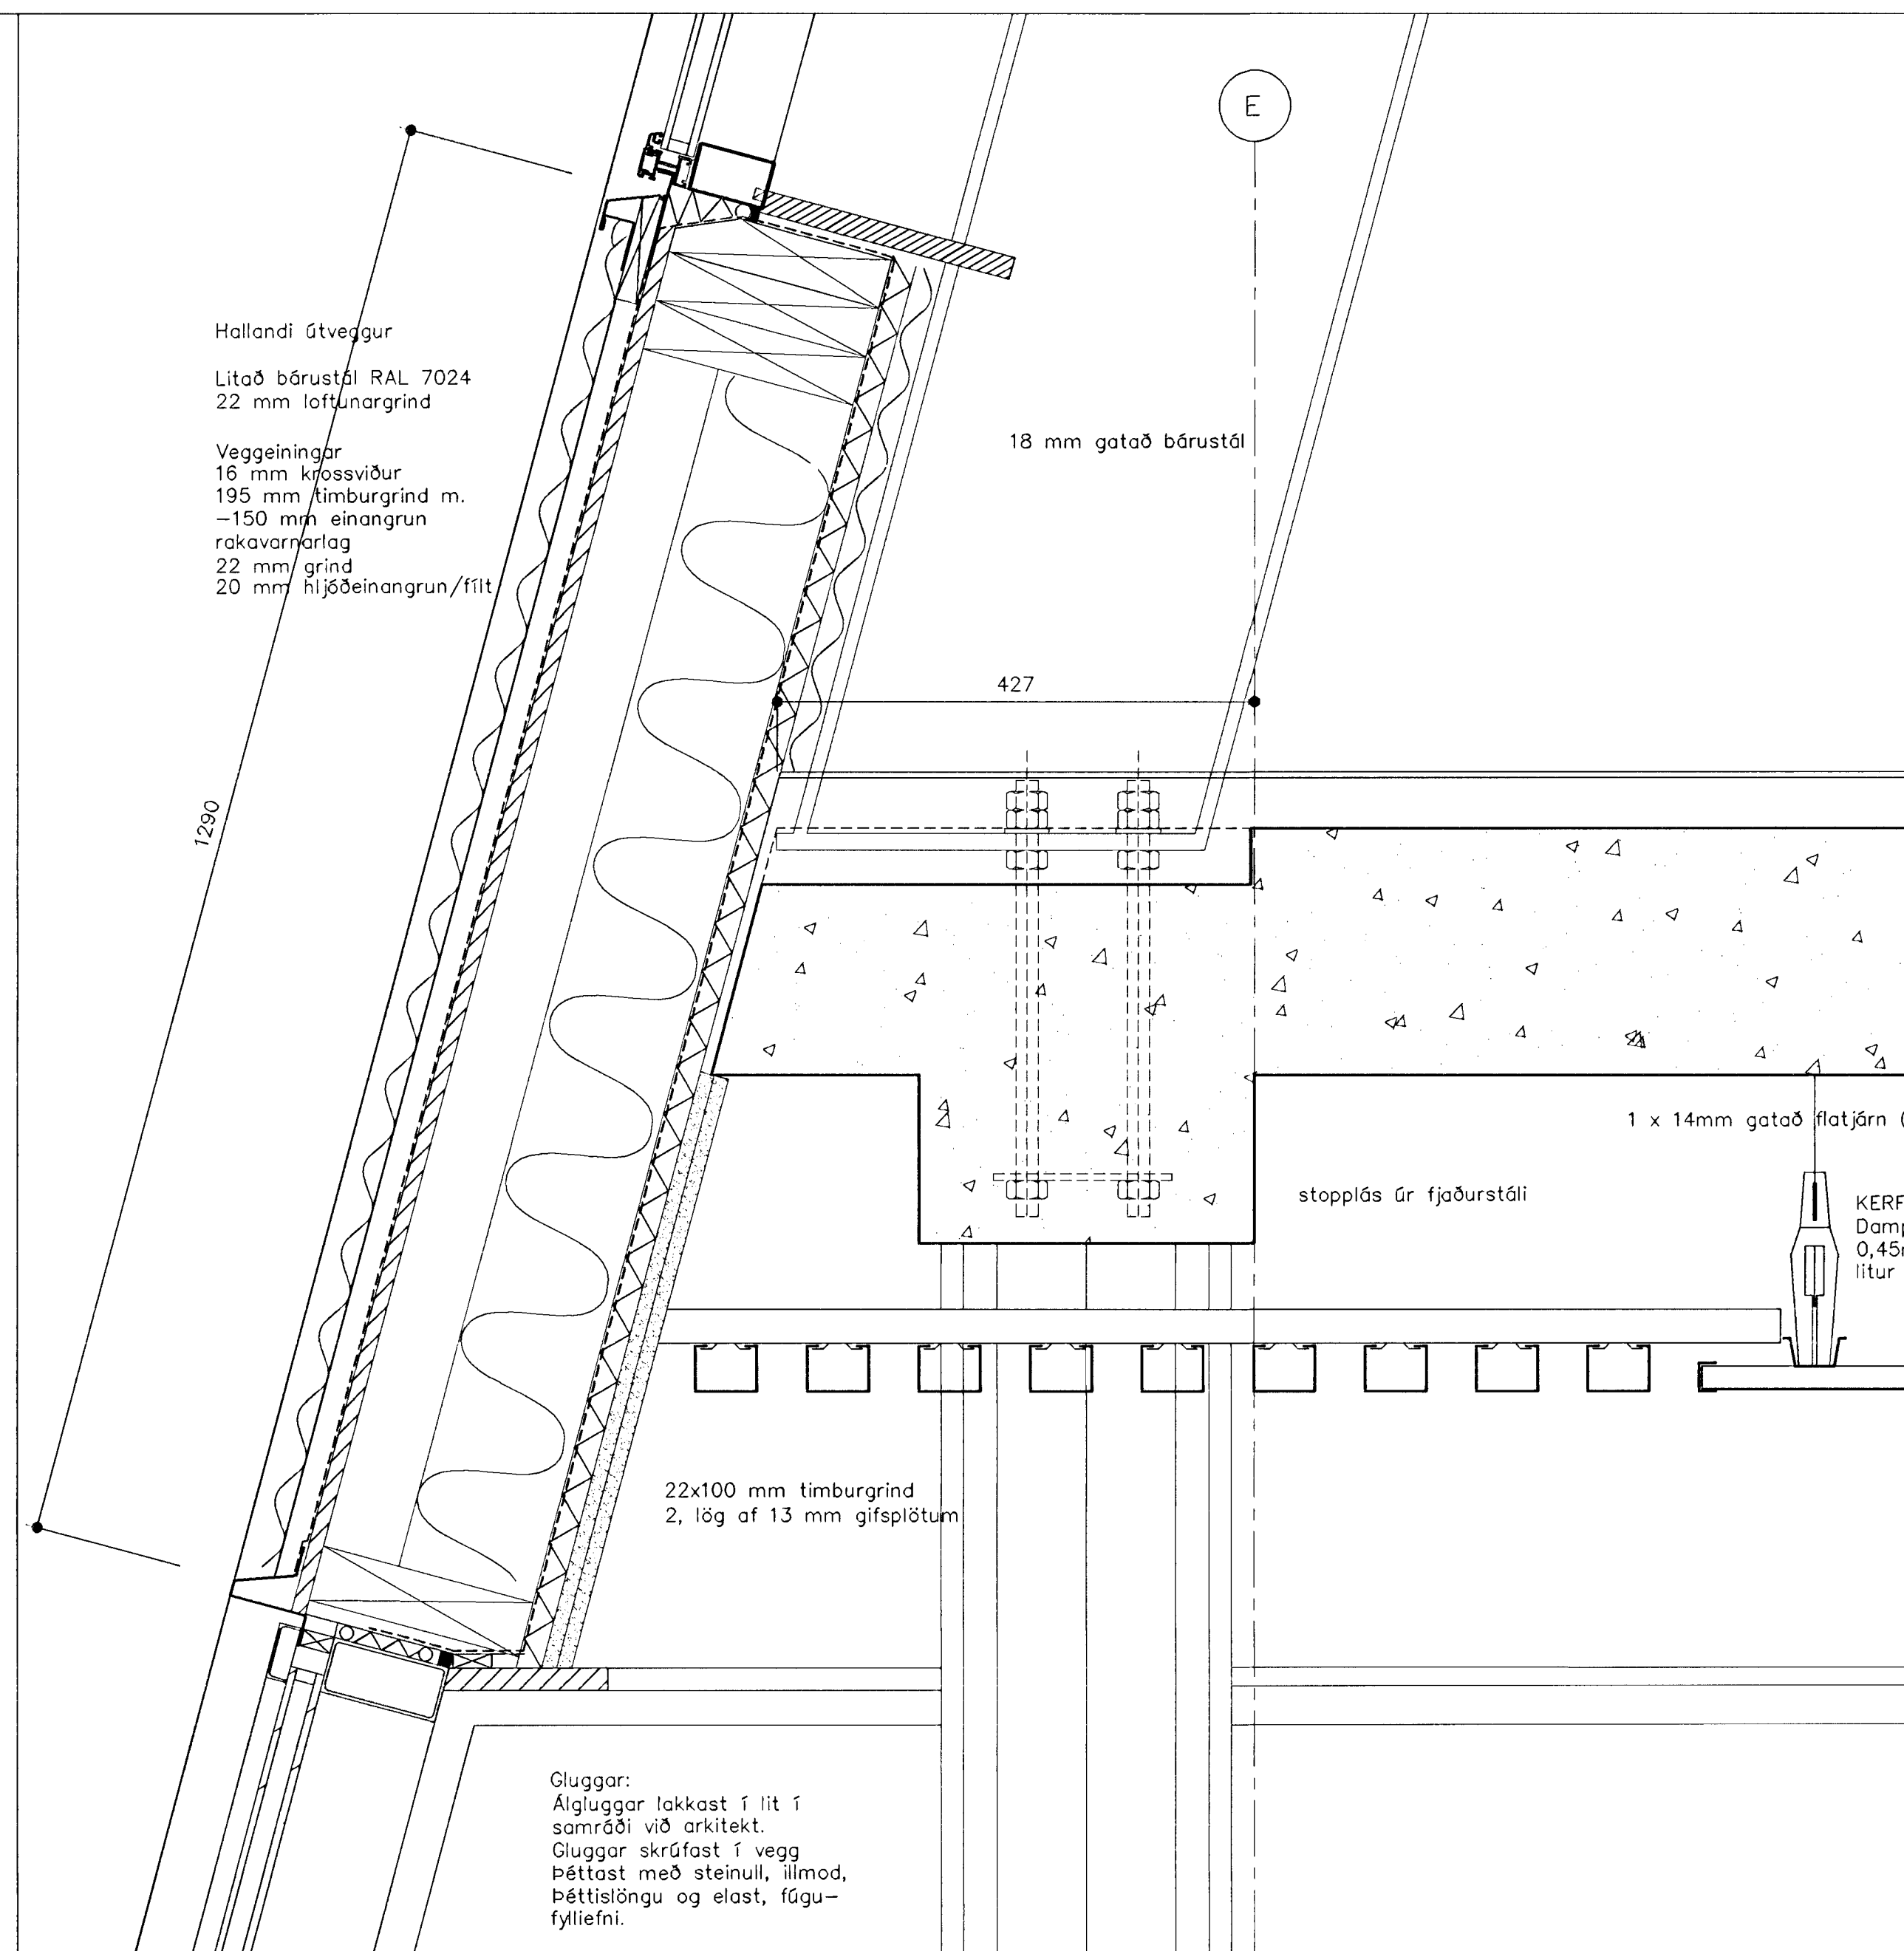 E
Hallandi útveggur
Litað bárustál RAL 7024
22 mm loftunargrind
Veggeiningar
16 mm krossviður
195 mm timburgrind m.
-150 mm einangrun
rakavarnarlag
22 mm grind
20 mm hljóðeinangrun/fílt
18 mm gatað bárustál
427
1290
1 x 14mm gatað flatjárn (
stopplás úr fjaðurstáli
KERF
Damp
0,45
litur
22x100 mm timburgrind
2, lög af 13 mm gifsplötum
Gluggar:
Álgluggar lakkast í lit í
samráði við arkitekt.
Gluggar skrúfast í vegg
Þéttast með steinull, illmod,
Þéttislöngu og elast, fúgu-
fylliefni.